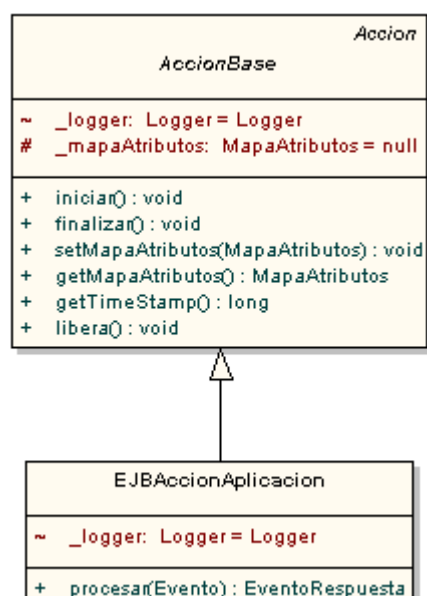 Accion
AccionBase
~ _logger: Logger = Logger
# _mapaAtributos: MapaAtributos = null
+ iniciar() : void
+ finalizar() : void
+ setMapaAtributos(MapaAtributos) : void
+ getMapaAtributos() : MapaAtributos
+ getTimeStamp() : long
+ libera() : void
EJBAccionAplicacion
~ _logger: Logger = Logger
+ procesar(Evento) : EventoRespuesta